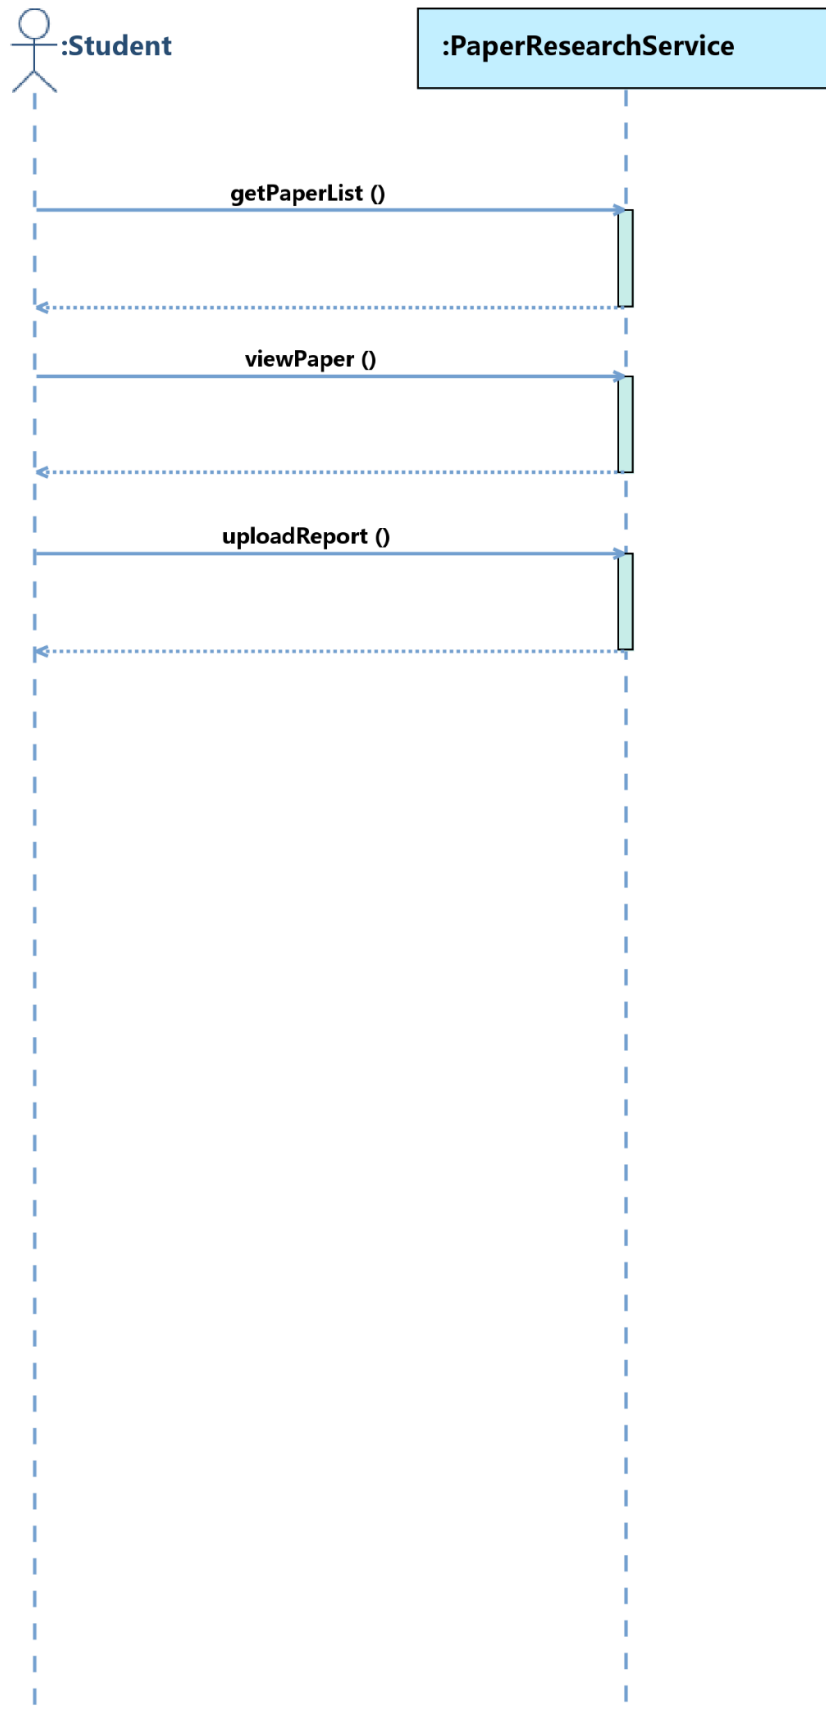 :Student
:PaperResearchService
getPaperList ()
viewPaper ()
uploadReport ()